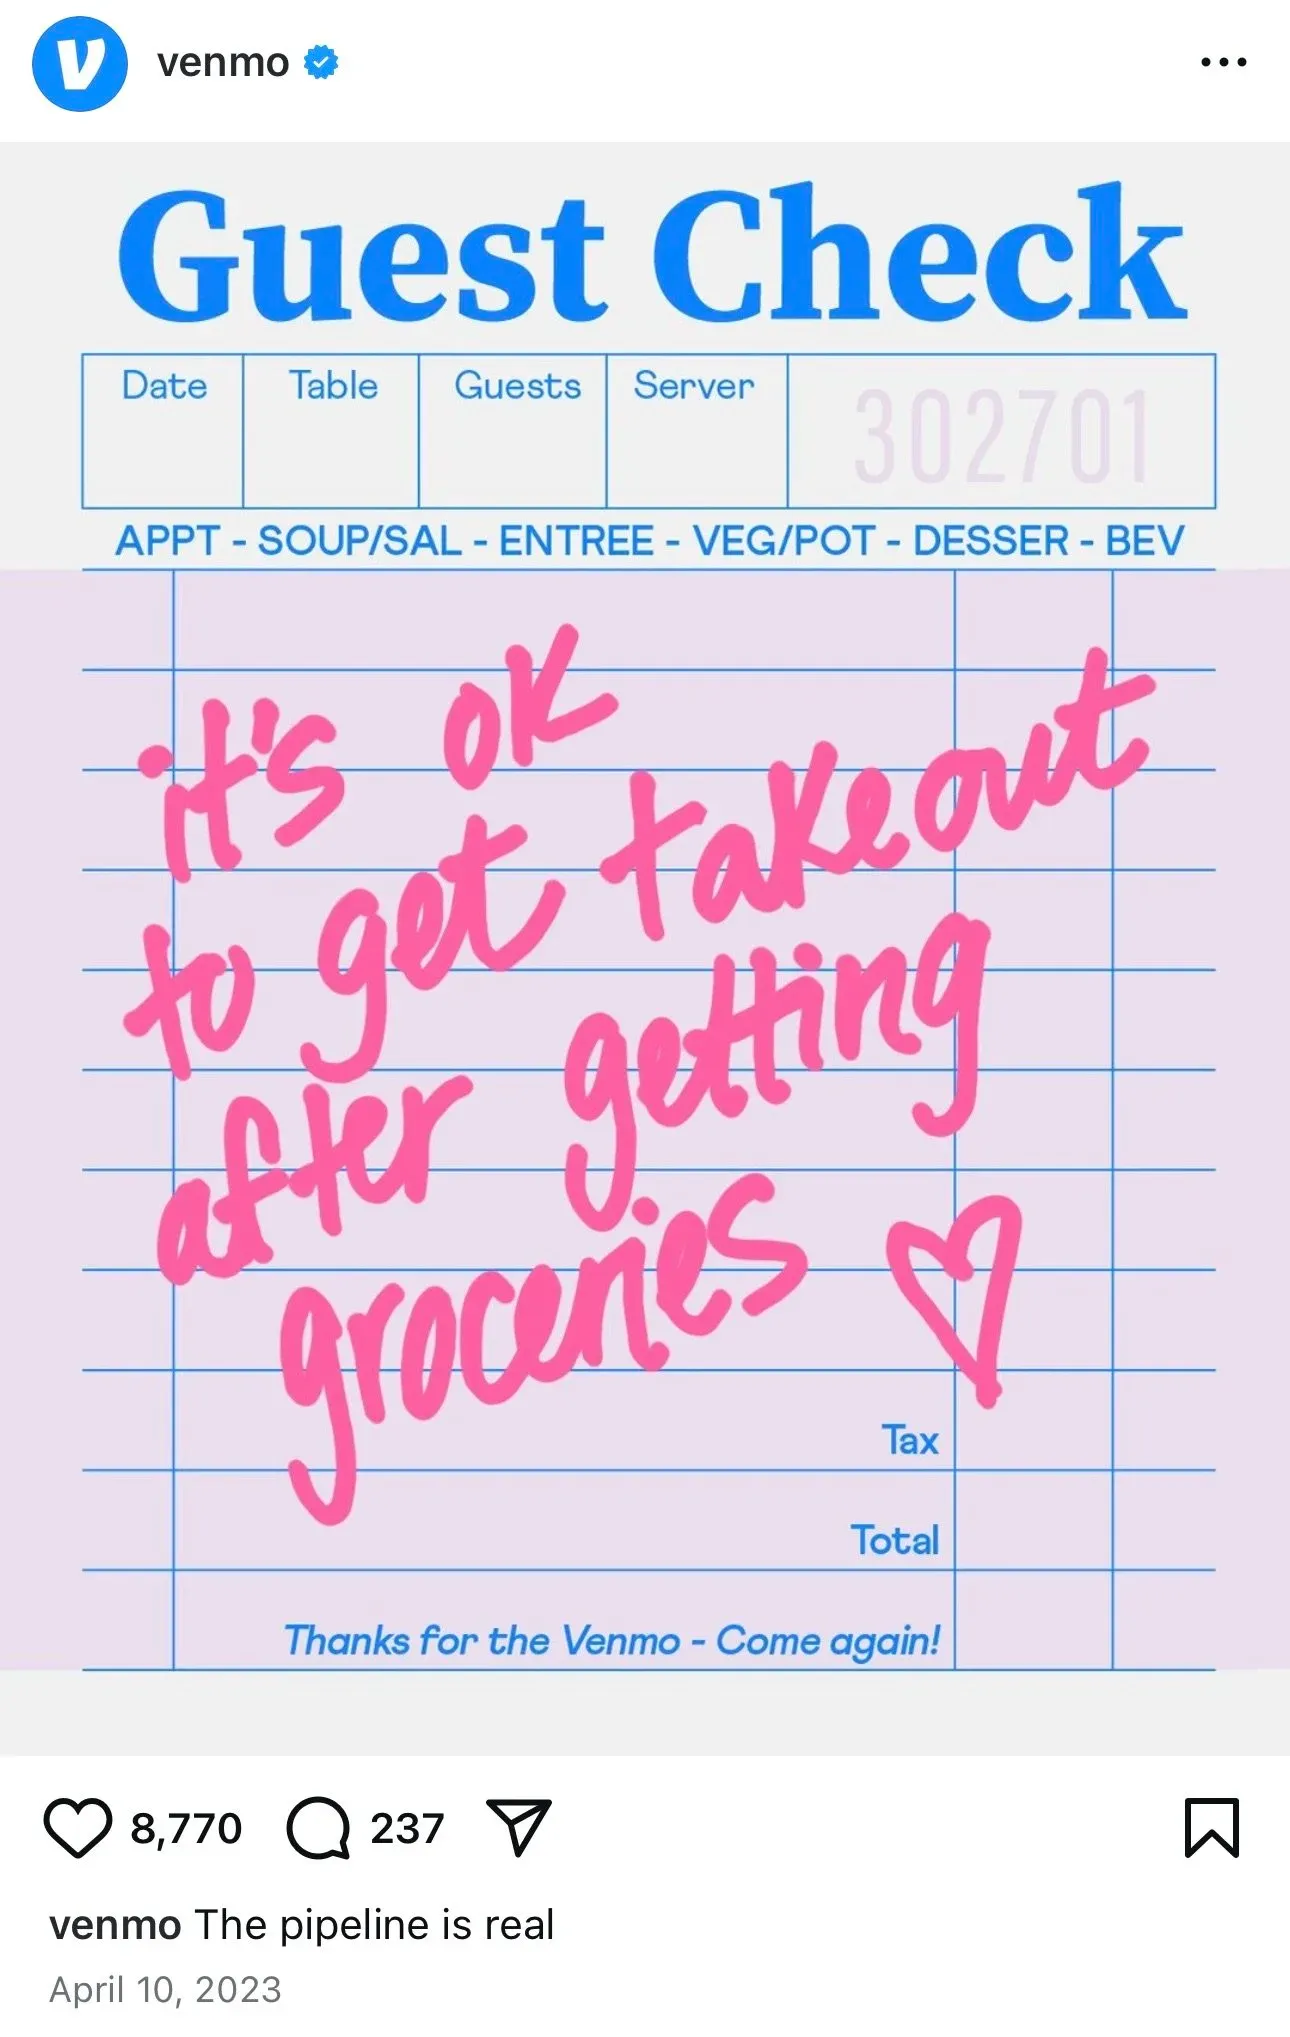 venmo
Guest Check
Date Table Guests Server 302701
APPT - SOUP/SAL - ENTREE - VEG/POT - DESSER - BEV
it's ok
to get takeout
after getting
groceries
Tax
Total
Thanks for the Venmo - Come again!
8,770 237
venmo The pipeline is real
April 10, 2023